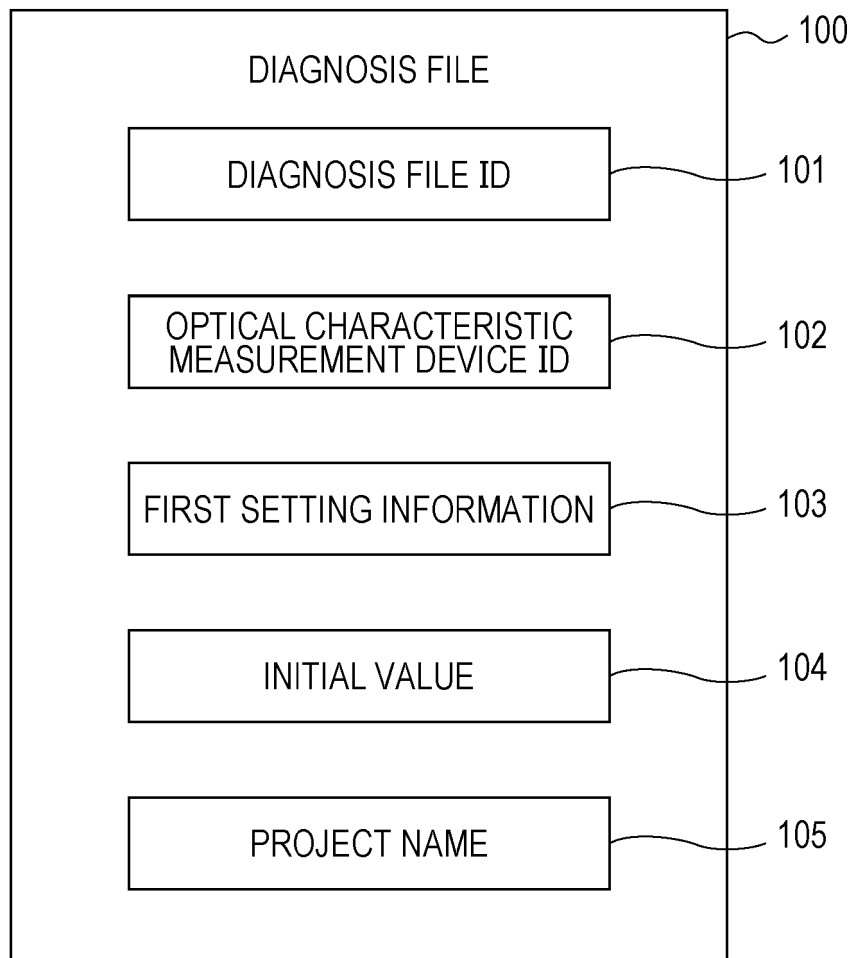 100
DIAGNOSIS FILE
DIAGNOSIS FILE ID
101
OPTICAL CHARACTERISTIC
MEASUREMENT DEVICE ID
102
FIRST SETTING INFORMATION
103
INITIAL VALUE
104
PROJECT NAME
105